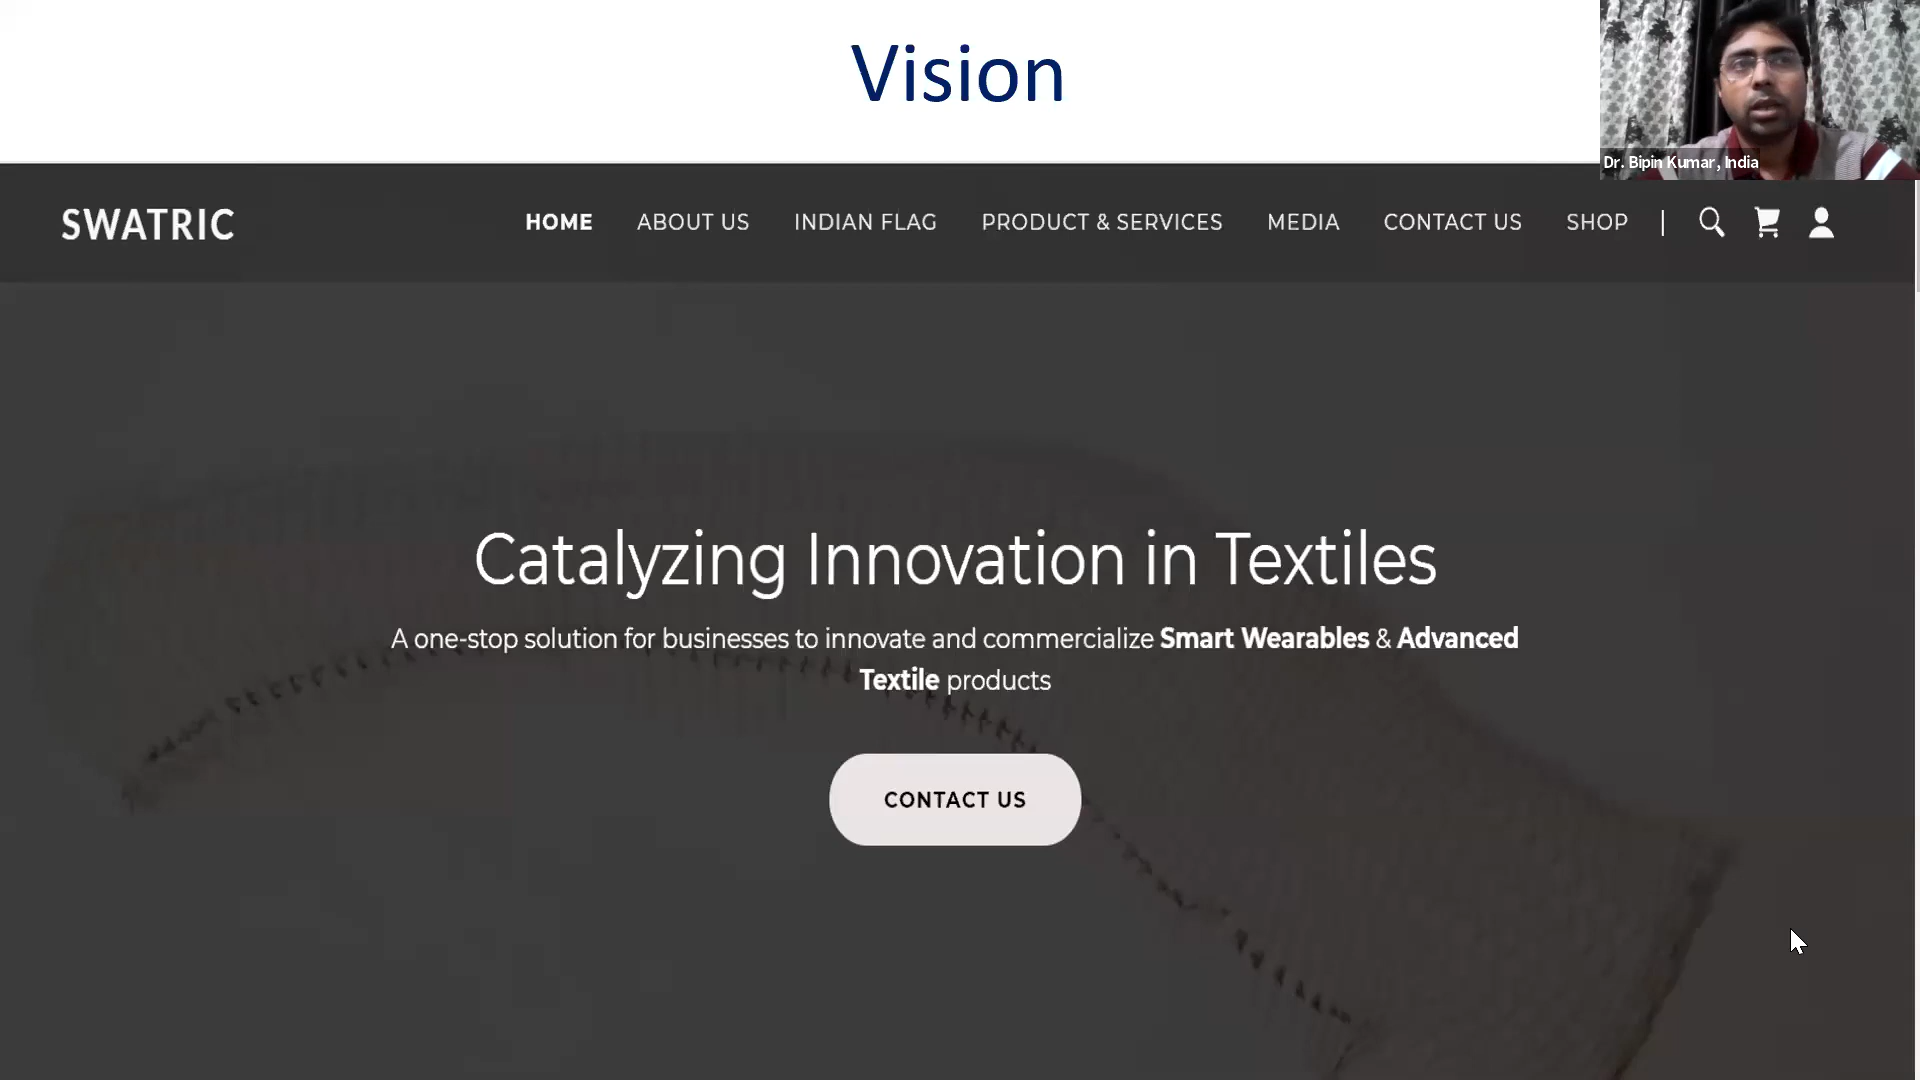 Vision
Dr. Bipin Kumar, India
SWATRIC
HOME ABOUT US INDIAN FLAG PRODUCT & SERVICES MEDIA CONTACT US SHOP |
Catalyzing Innovation in Textiles
A one-stop solution for businesses to innovate and commercialize Smart Wearables & Advanced
Textile products
CONTACT US